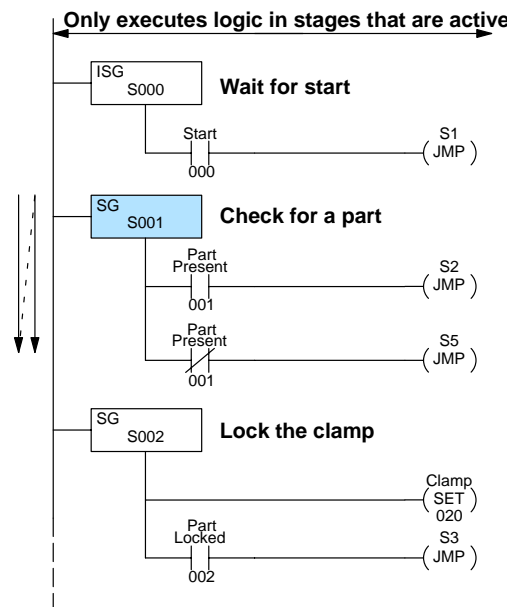 Only executes logic in stages that are active
ISG
S000
Wait for start
Start
000
S1
JMP
SG
S001
Check for a part
Part
Present
001
S2
JMP
Part
Present
001
S5
JMP
SG
S002
Lock the clamp
Clamp
SET
020
Part
Locked
002
S3
JMP